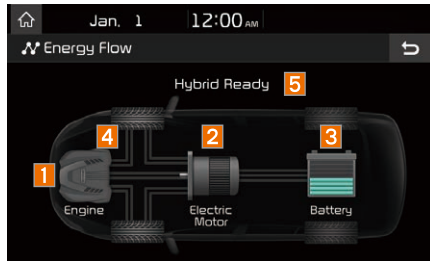 Jan. 1 12:00 AM
Energy Flow
Hybrid Ready 5
4 2 3
1
Engine Electric Motor Battery